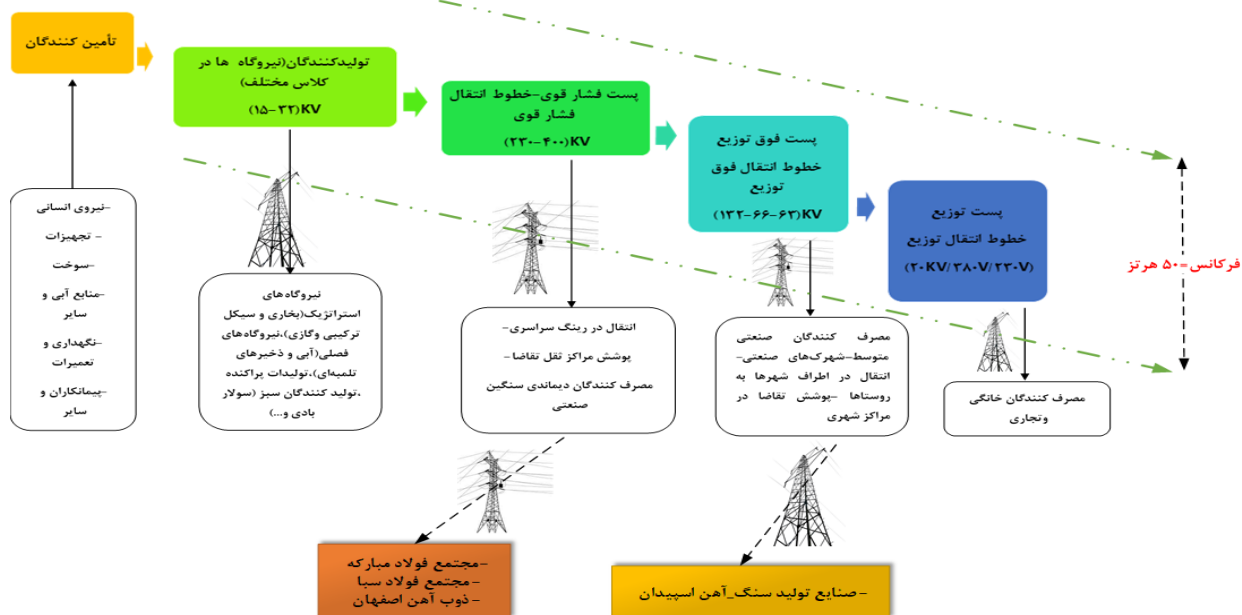 تأمین کنندگان
تولیدکنندگان(نیروگاه ها در
کلاس مختلف)
(۱۵-۳۲)KV
پست فشار قوی-خطوط انتقال
فشار قوی
(۲۳۰-۴۰۰)KV
پست فوق توزیع
خطوط انتقال فوق
توزیع
(۱۳۲-۶۶-۶۳)KV
پست توزیع
خطوط انتقال توزیع
(۲۰KV/۳۸۰V/۲۳۰V)
فرکانس=۵۰ هرتز
-نیروی انسانی
- تجهیزات
-سوخت
-منابع آبی و
سایر
-نگهداری و
تعمیرات
-پیمانکاران و
سایر
نیروگاه‌های
استراتژیک(بخاری و سیکل
ترکیبی وگازی)،نیروگاه‌های
فصلی(آبی و ذخیرهای
تلمبه‌ای)،تولیدات پراکنده
،تولید کنندگان سبز (سولار
بادی و...)
انتقال در رینگ سراسری-
پوشش مراکز ثقل تقاضا-
مصرف کنندگان دیماندی سنگین
صنعتی
مصرف کنندگان صنعتی
متوسط-شهرک‌های صنعتی-
انتقال در اطراف شهرها به
روستاها -پوشش تقاضا در
مراکز شهری
مصرف کنندگان خانگی
وتجاری
-مجتمع فولاد مبارکه
-مجتمع فولاد سبا
-ذوب آهن اصفهان
- صنایع تولید سنگ_آهن اسپیدان